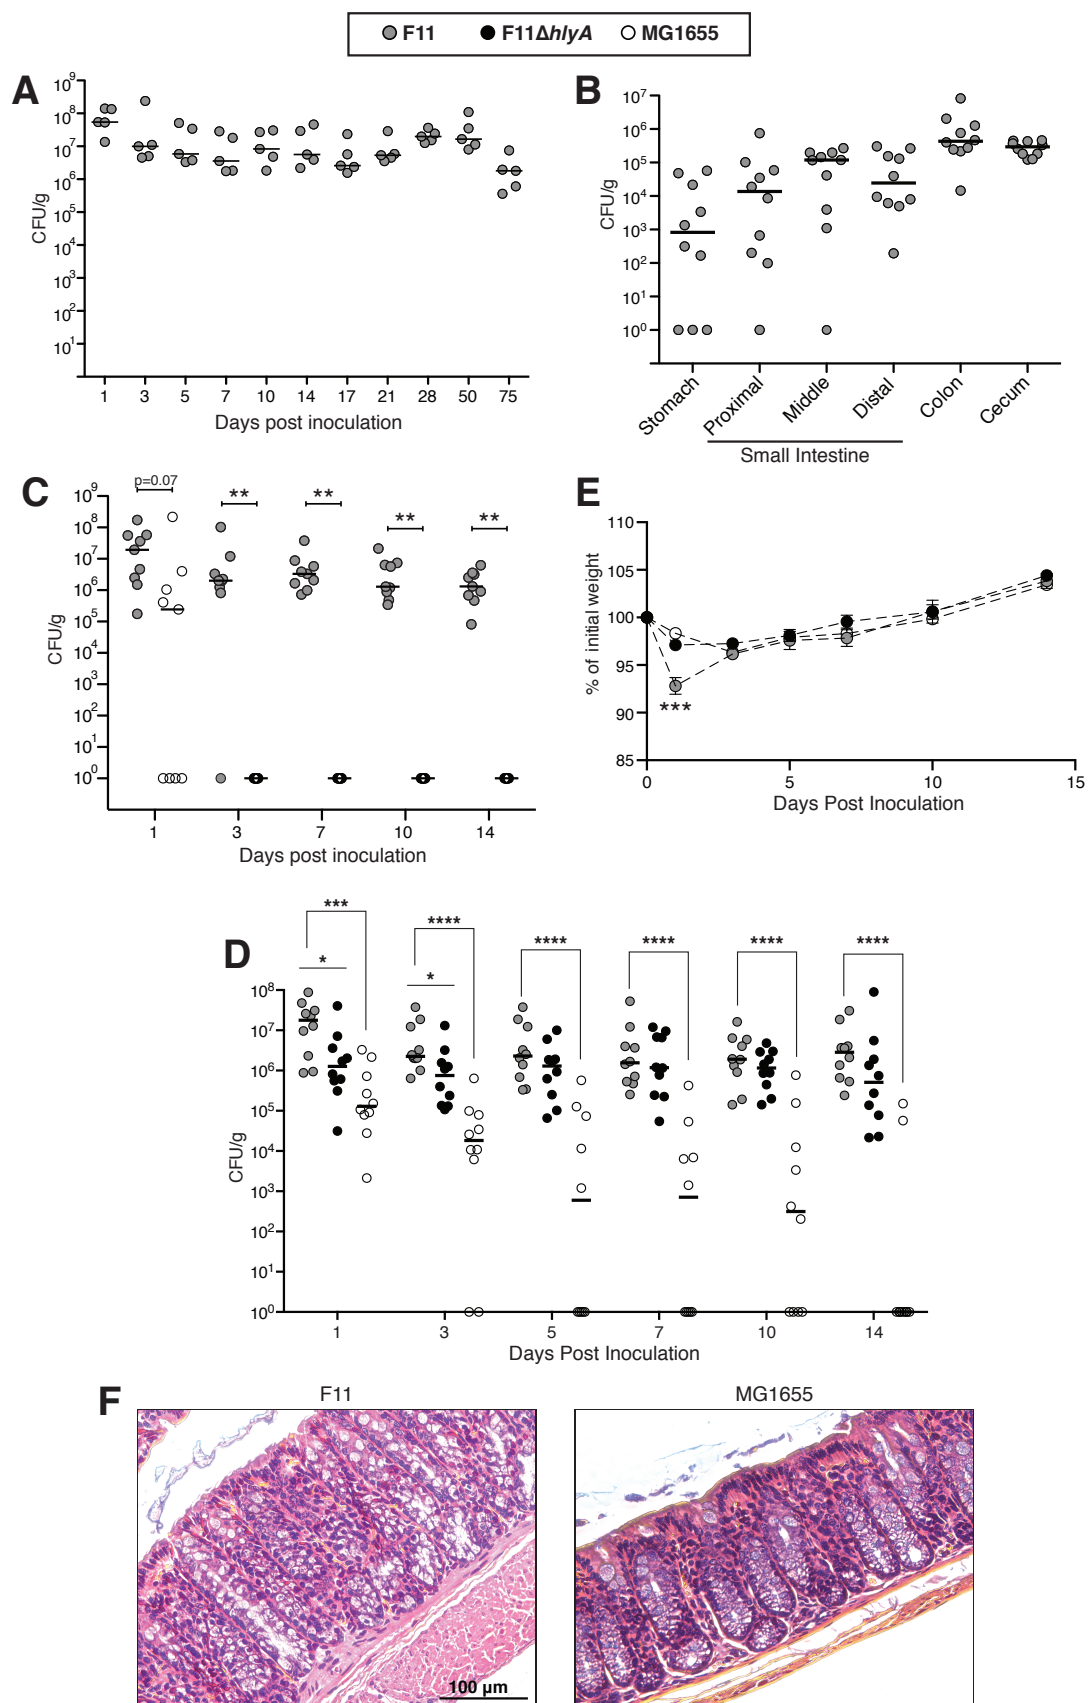 F11 F11ΔhlyA MG1655
A
10⁹
10⁸
10⁷
10⁶
10⁵
10⁴
10³
10²
10¹
CFU/g
1 3 5 7 10 14 17 21 28 50 75
Days post inoculation
B
10⁷
10⁶
10⁵
10⁴
10³
10²
10¹
10⁰
CFU/g
Stomach Proximal Middle Distal Colon Cecum
Small Intestine
C
p=0.07 ** ** ** **
10⁹
10⁸
10⁷
10⁶
10⁵
10⁴
10³
10²
10¹
10⁰
CFU/g
1 3 7 10 14
Days post inoculation
E
110
105
100
95
90
85
% of initial weight
***
0 5 10 15
Days Post Inoculation
D
*** **** **** **** **** ****
* *
10⁸
10⁷
10⁶
10⁵
10⁴
10³
10²
10¹
10⁰
CFU/g
1 3 5 7 10 14
Days Post Inoculation
F
F11 MG1655
100 µm